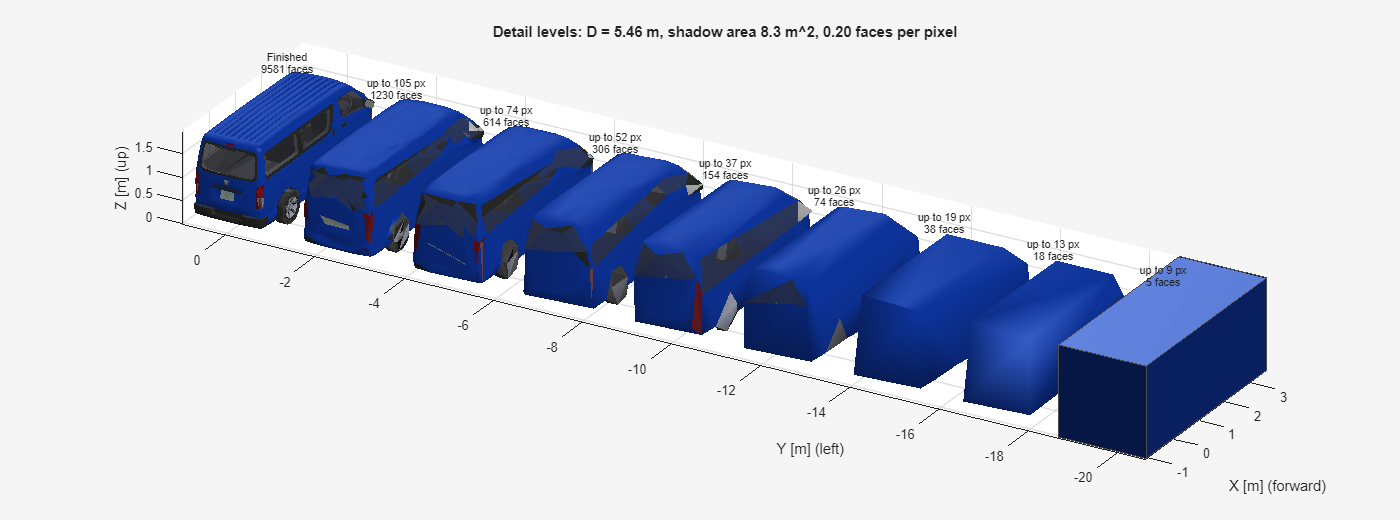 Detail levels: D = 5.46 m, shadow area 8.3 m^2, 0.20 faces per pixel
Finished
9581 faces
up to 105 px
1230 faces
up to 74 px
614 faces
up to 52 px
306 faces
up to 37 px
154 faces
up to 26 px
74 faces
up to 19 px
38 faces
up to 13 px
18 faces
up to 9 px
5 faces
Z [m] (up)
1.5
1
0.5
0
0
-2
-4
-6
-8
-10
-12
-14
-16
-18
-20
Y [m] (left)
3
2
1
0
-1
X [m] (forward)